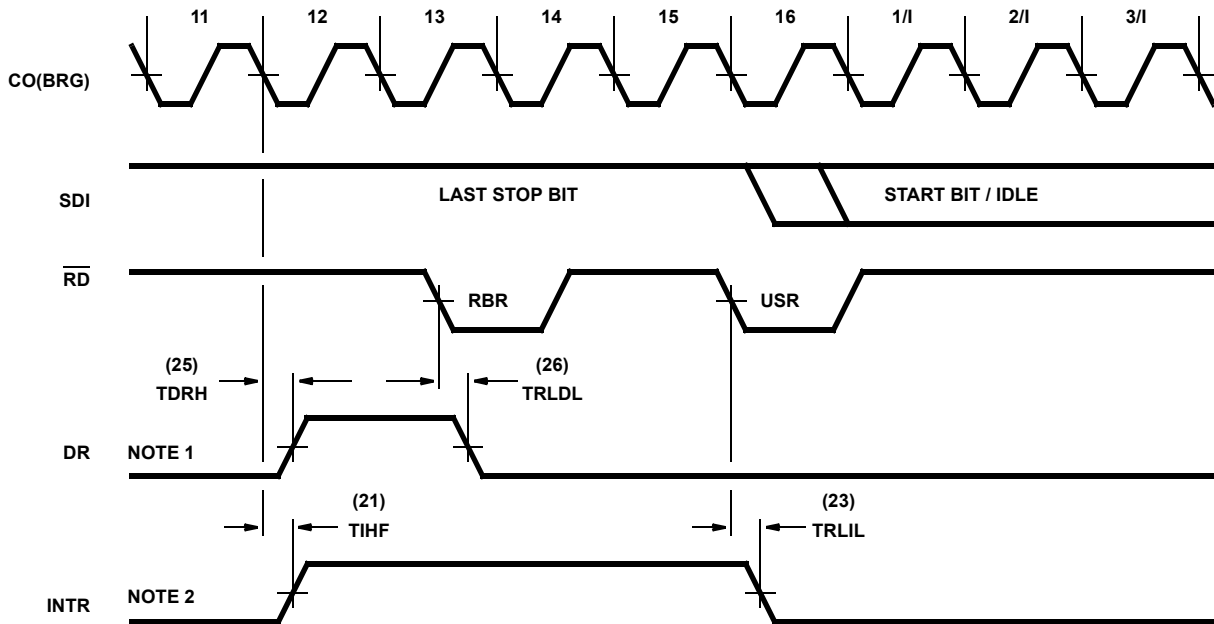 11 12 13 14 15 16 1/I 2/I 3/I
CO(BRG)
SDI LAST STOP BIT START BIT / IDLE
RD RBR USR
(25) (26)
TDRH TRLDL
DR NOTE 1
(21) (23)
TIHF TRLIL
INTR NOTE 2